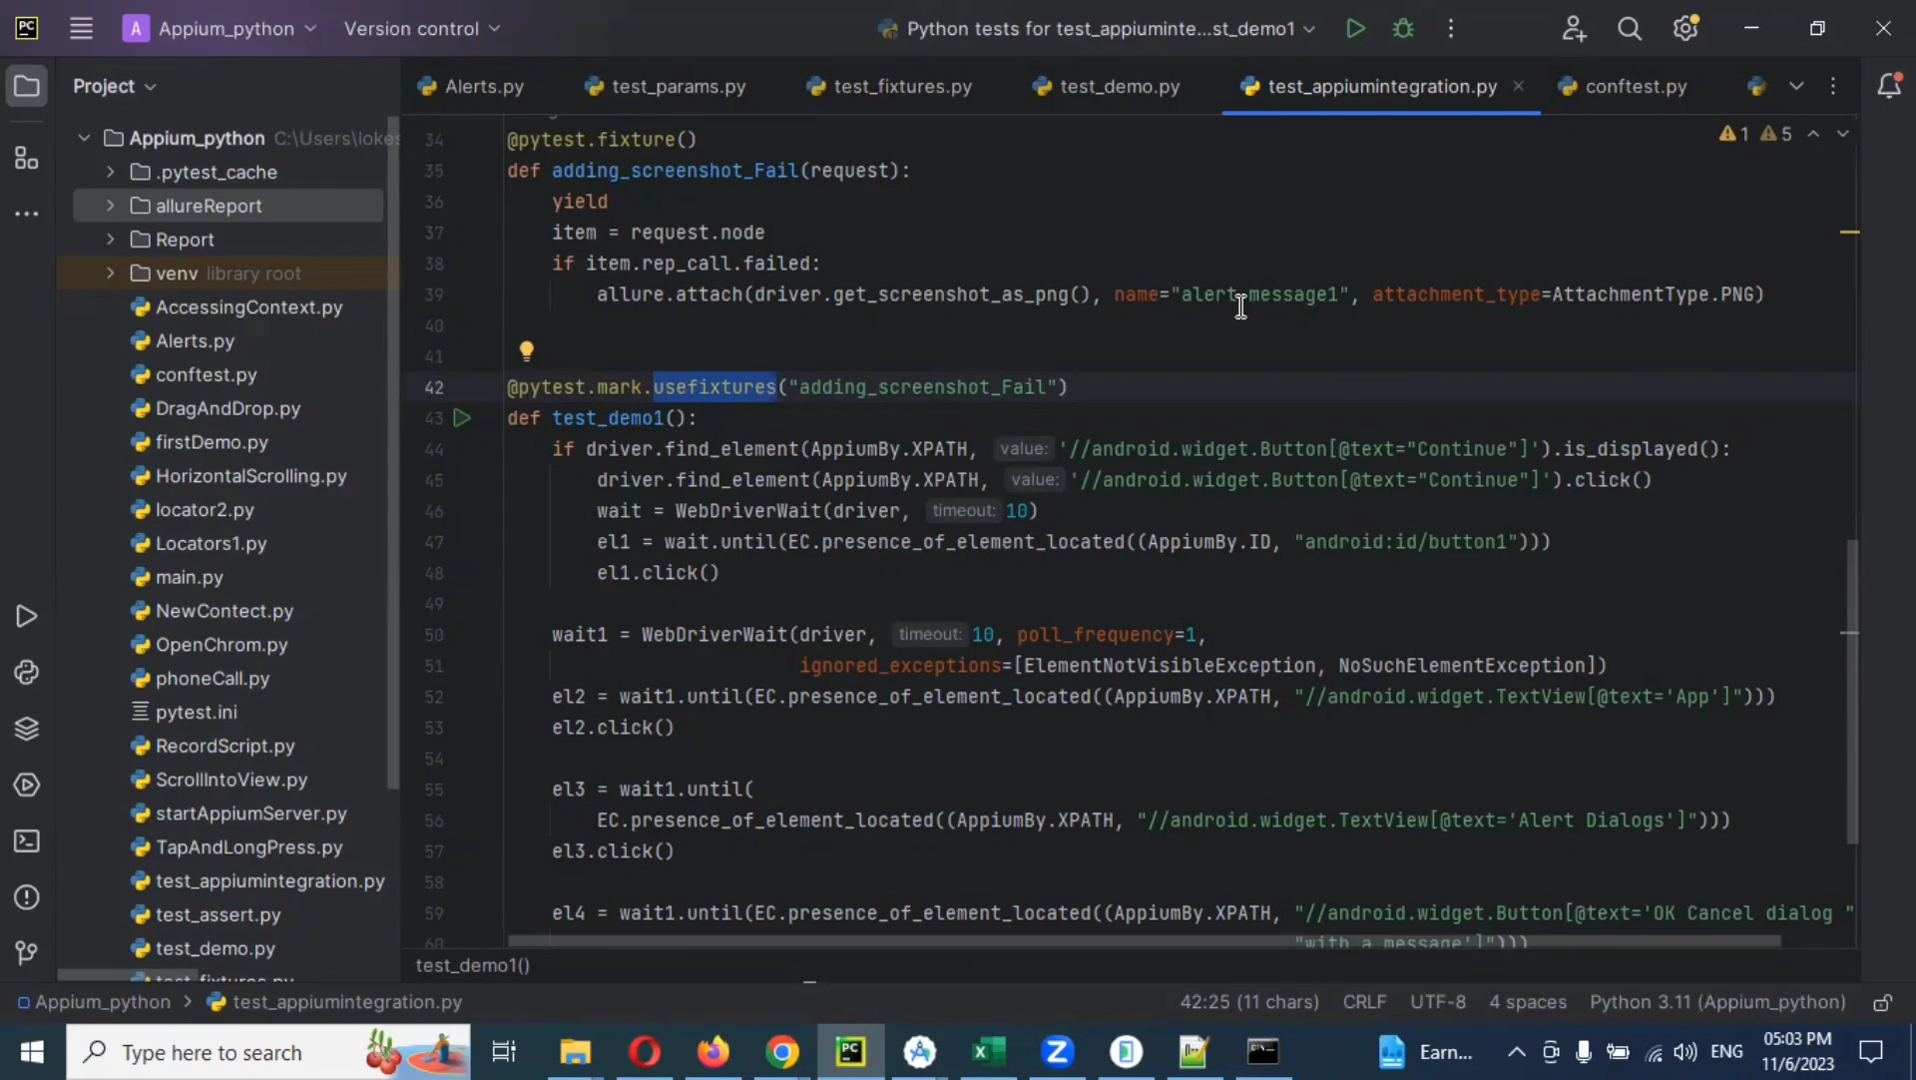 PC
A Appium_python
Version control
Python tests for test_appiuminte...st_demo1
Project
Alerts.py
test_params.py
test_fixtures.py
test_demo.py
test_appiumintegration.py
conftest.py
1
5
Appium_python C:\Users\lokes
.pytest_cache
allureReport
Report
venv library root
AccessingContext.py
Alerts.py
conftest.py
DragAndDrop.py
firstDemo.py
HorizontalScrolling.py
locator2.py
Locators1.py
main.py
NewContect.py
OpenChrom.py
phoneCall.py
pytest.ini
RecordScript.py
ScrollIntoView.py
startAppiumServer.py
TapAndLongPress.py
test_appiumintegration.py
test_assert.py
test_demo.py
test_fixtures.py
34 @pytest.fixture()
35 def adding_screenshot_Fail(request):
36 yield
37 item = request.node
38 if item.rep_call.failed:
39 allure.attach(driver.get_screenshot_as_png(), name="alert message1", attachment_type=AttachmentType.PNG)
40
41
42 @pytest.mark.usefixtures("adding_screenshot_Fail")
43 def test_demo1():
44 if driver.find_element(AppiumBy.XPATH, value: '//android.widget.Button[@text="Continue"]').is_displayed():
45 driver.find_element(AppiumBy.XPATH, value: '//android.widget.Button[@text="Continue"]').click()
46 wait = WebDriverWait(driver, timeout: 10)
47 el1 = wait.until(EC.presence_of_element_located((AppiumBy.ID, "android:id/button1")))
48 el1.click()
49
50 wait1 = WebDriverWait(driver, timeout: 10, poll_frequency=1,
51 ignored_exceptions=[ElementNotVisibleException, NoSuchElementException])
52 el2 = wait1.until(EC.presence_of_element_located((AppiumBy.XPATH, "//android.widget.TextView[@text='App']")))
53 el2.click()
54
55 el3 = wait1.until(
56 EC.presence_of_element_located((AppiumBy.XPATH, "//android.widget.TextView[@text='Alert Dialogs']")))
57 el3.click()
58
59 el4 = wait1.until(EC.presence_of_element_located((AppiumBy.XPATH, "//android.widget.Button[@text='OK Cancel dialog "
60 "with a message']")))
test_demo1()
Appium_python > test_appiumintegration.py
42:25 (11 chars) CRLF UTF-8 4 spaces Python 3.11 (Appium_python)
Type here to search
Earn...
ENG
05:03 PM
11/6/2023